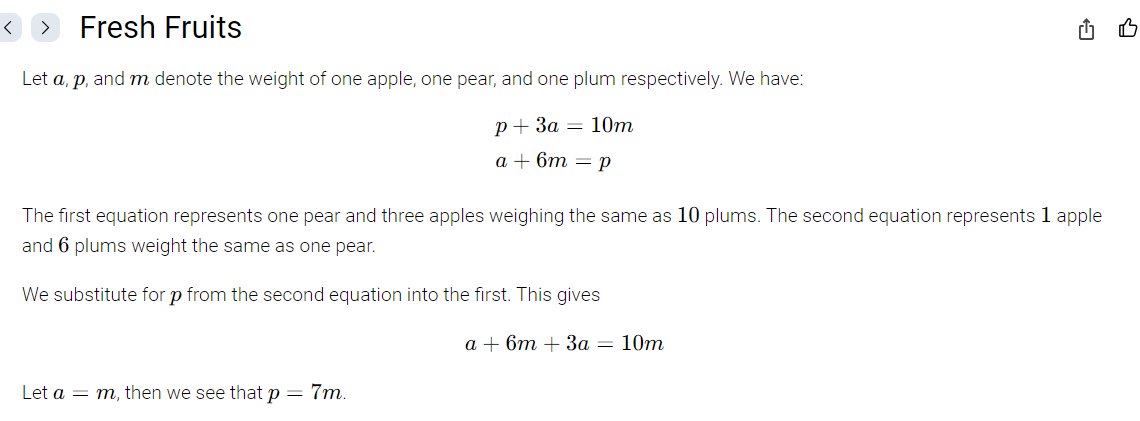 Fresh Fruits
Let a, p, and m denote the weight of one apple, one pear, and one plum respectively. We have:
p + 3a = 10m
a + 6m = p
The first equation represents one pear and three apples weighing the same as 10 plums. The second equation represents 1 apple
and 6 plums weight the same as one pear.
We substitute for p from the second equation into the first. This gives
a + 6m + 3a = 10m
Let a = m, then we see that p = 7m.